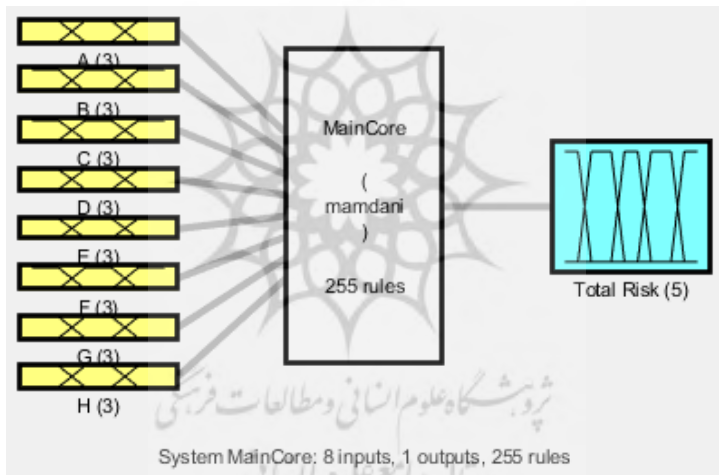 A (3)
B (3)
C (3)
D (3)
E (3)
F (3)
G (3)
H (3)
MainCore
(
mamdani
)
255 rules
Total Risk (5)
پژوهشگاه علوم انسانی و مطالعات فرهنگی
System MainCore: 8 inputs, 1 outputs, 255 rules